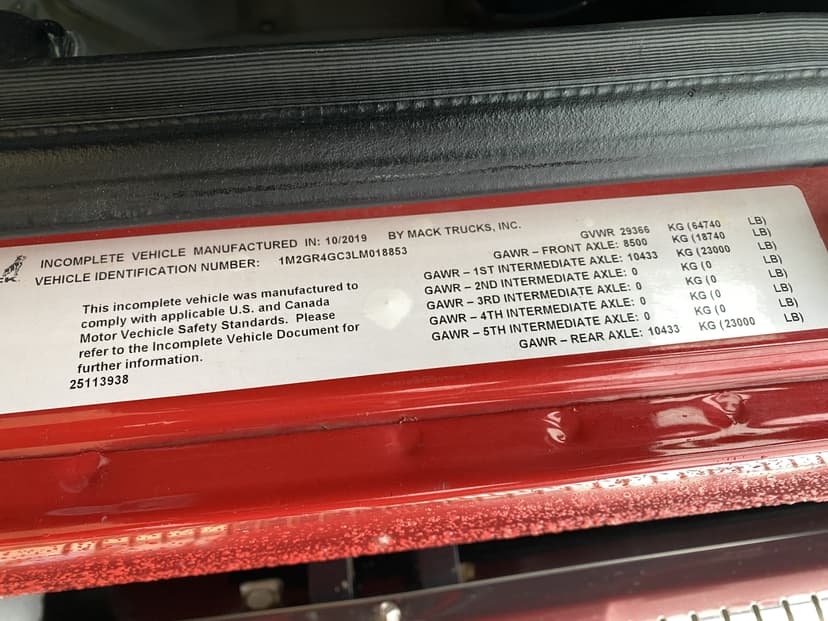 INCOMPLETE VEHICLE MANUFACTURED IN: 10/2019 BY MACK TRUCKS, INC.
VEHICLE IDENTIFICATION NUMBER: 1M2GR4GC3LM018853
This incomplete vehicle was manufactured to
comply with applicable U.S. and Canada
Motor Vechicle Safety Standards. Please
refer to the Incomplete Vehicle Document for
further information.
25113938
GVWR 29366 KG (64740 LB)
GAWR – FRONT AXLE: 8500 KG (18740 LB)
GAWR – 1ST INTERMEDIATE AXLE: 10433 KG (23000 LB)
GAWR – 2ND INTERMEDIATE AXLE: 0 KG (0 LB)
GAWR – 3RD INTERMEDIATE AXLE: 0 KG (0 LB)
GAWR – 4TH INTERMEDIATE AXLE: 0 KG (0 LB)
GAWR – 5TH INTERMEDIATE AXLE: 0 KG (0 LB)
GAWR – REAR AXLE: 10433 KG (23000 LB)